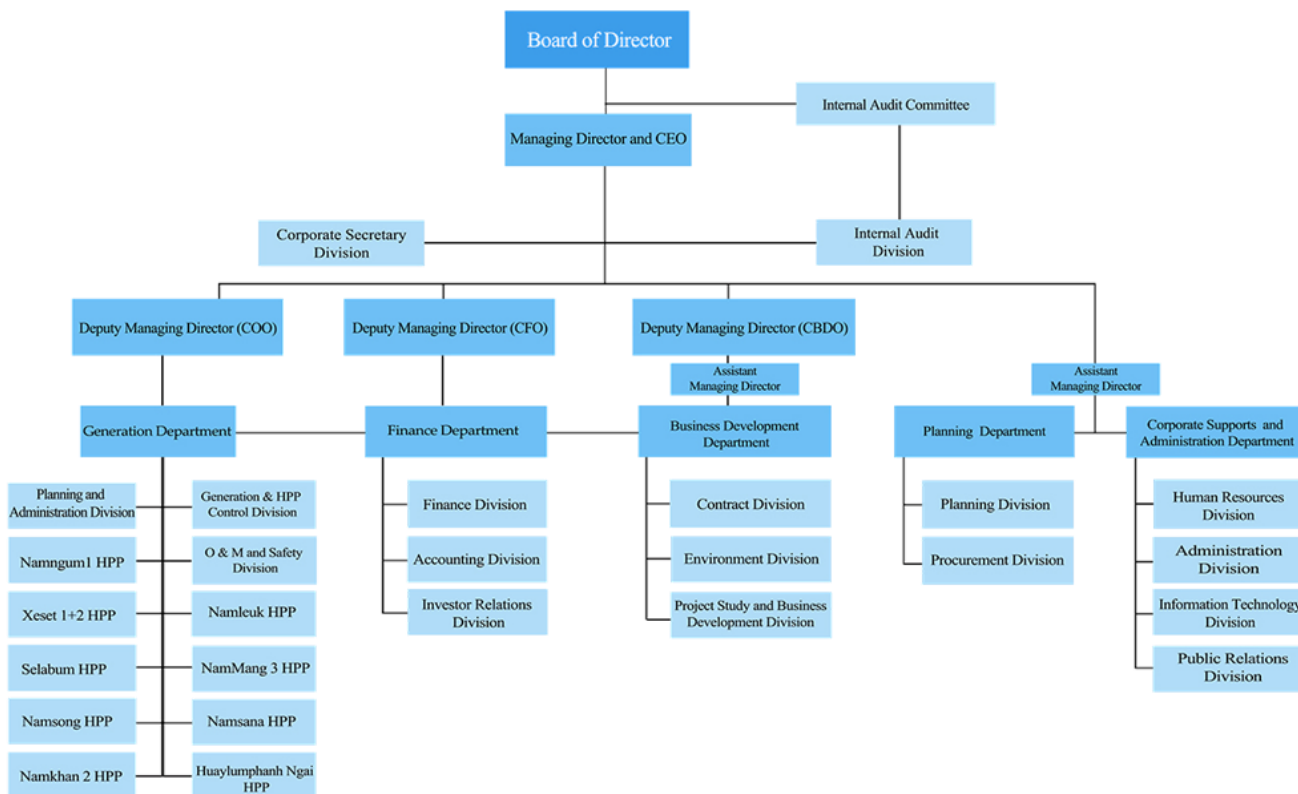 Board of Director
Internal Audit Committee
Managing Director and CEO
Corporate Secretary
Division
Internal Audit
Division
Deputy Managing Director (COO)
Deputy Managing Director (CFO)
Deputy Managing Director (CBDO)
Assistant
Managing Director
Assistant
Managing Director
Generation Department
Finance Department
Business Development
Department
Planning Department
Corporate Supports and
Administration Department
Planning and
Administration Division
Generation & HPP
Control Division
Namngum1 HPP
O & M and Safety
Division
Xeset 1+2 HPP
Namleuk HPP
Selabum HPP
NamMang 3 HPP
Namsong HPP
Namsana HPP
Namkhan 2 HPP
Huaylumphanh Ngai
HPP
Finance Division
Accounting Division
Investor Relations
Division
Contract Division
Environment Division
Project Study and Business
Development Division
Planning Division
Procurement Division
Human Resources
Division
Administration
Division
Information Technology
Division
Public Relations
Division